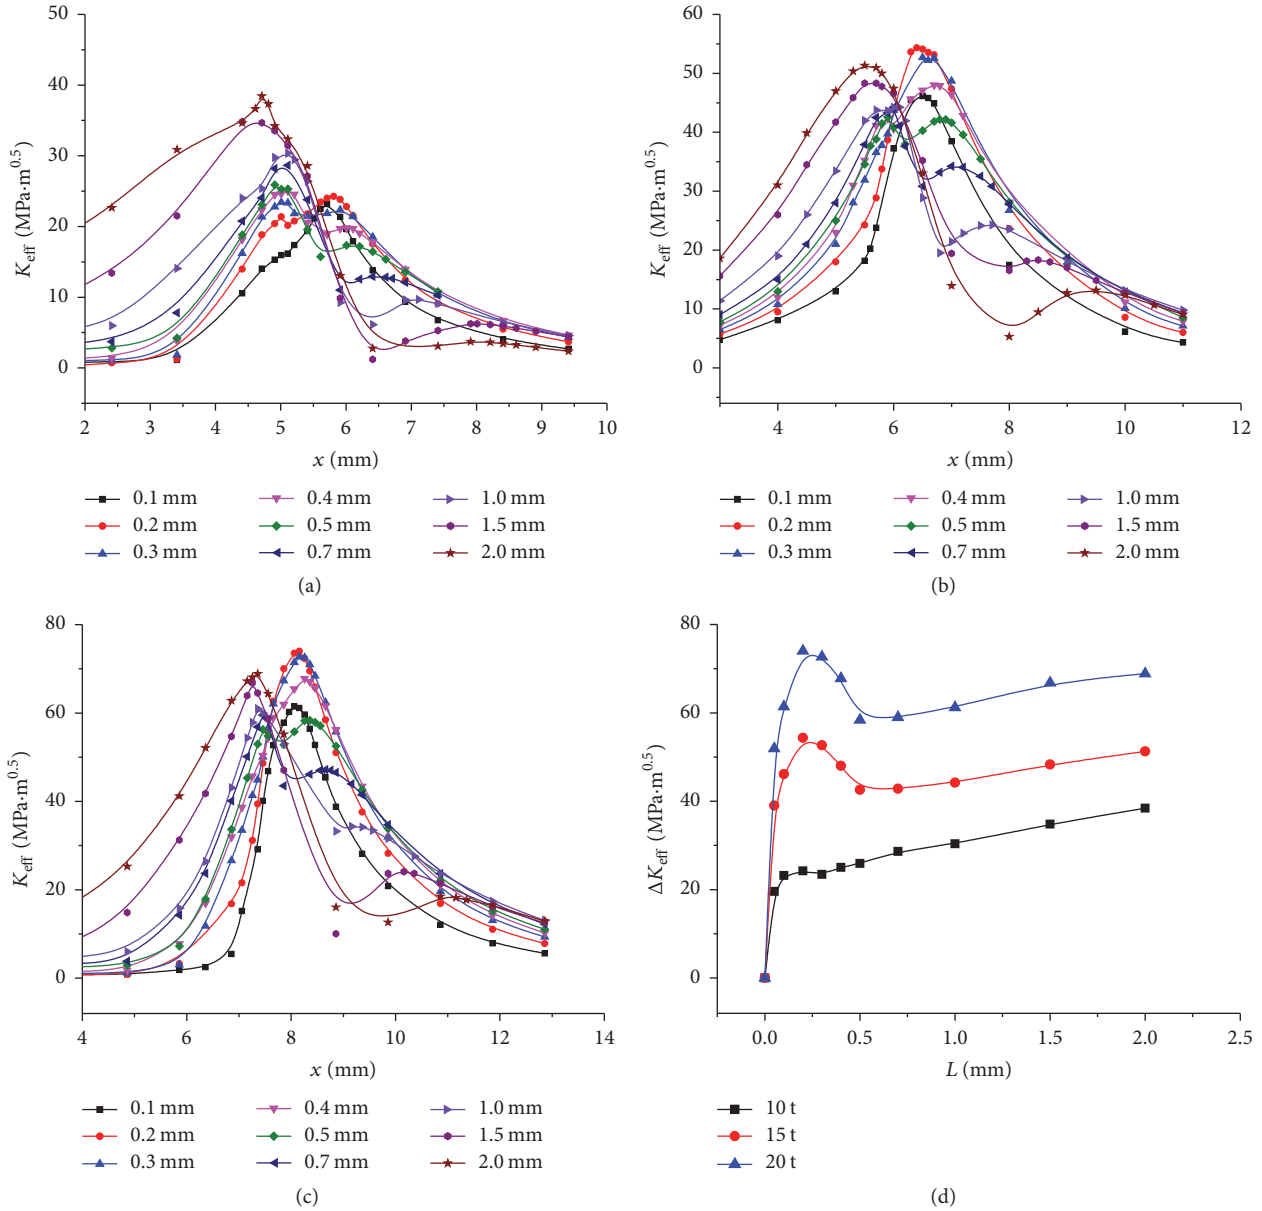 50
40
30
20
10
0
K_eff (MPa·m^0.5)
2 3 4 5 6 7 8 9 10
x (mm)
0.1 mm 0.4 mm 1.0 mm
0.2 mm 0.5 mm 1.5 mm
0.3 mm 0.7 mm 2.0 mm
(a)
60
50
40
30
20
10
0
K_eff (MPa·m^0.5)
4 6 8 10 12
x (mm)
0.1 mm 0.4 mm 1.0 mm
0.2 mm 0.5 mm 1.5 mm
0.3 mm 0.7 mm 2.0 mm
(b)
80
60
40
20
0
K_eff (MPa·m^0.5)
4 6 8 10 12 14
x (mm)
0.1 mm 0.4 mm 1.0 mm
0.2 mm 0.5 mm 1.5 mm
0.3 mm 0.7 mm 2.0 mm
(c)
80
60
40
20
0
ΔK_eff (MPa·m^0.5)
0.0 0.5 1.0 1.5 2.0 2.5
L (mm)
10 t
15 t
20 t
(d)